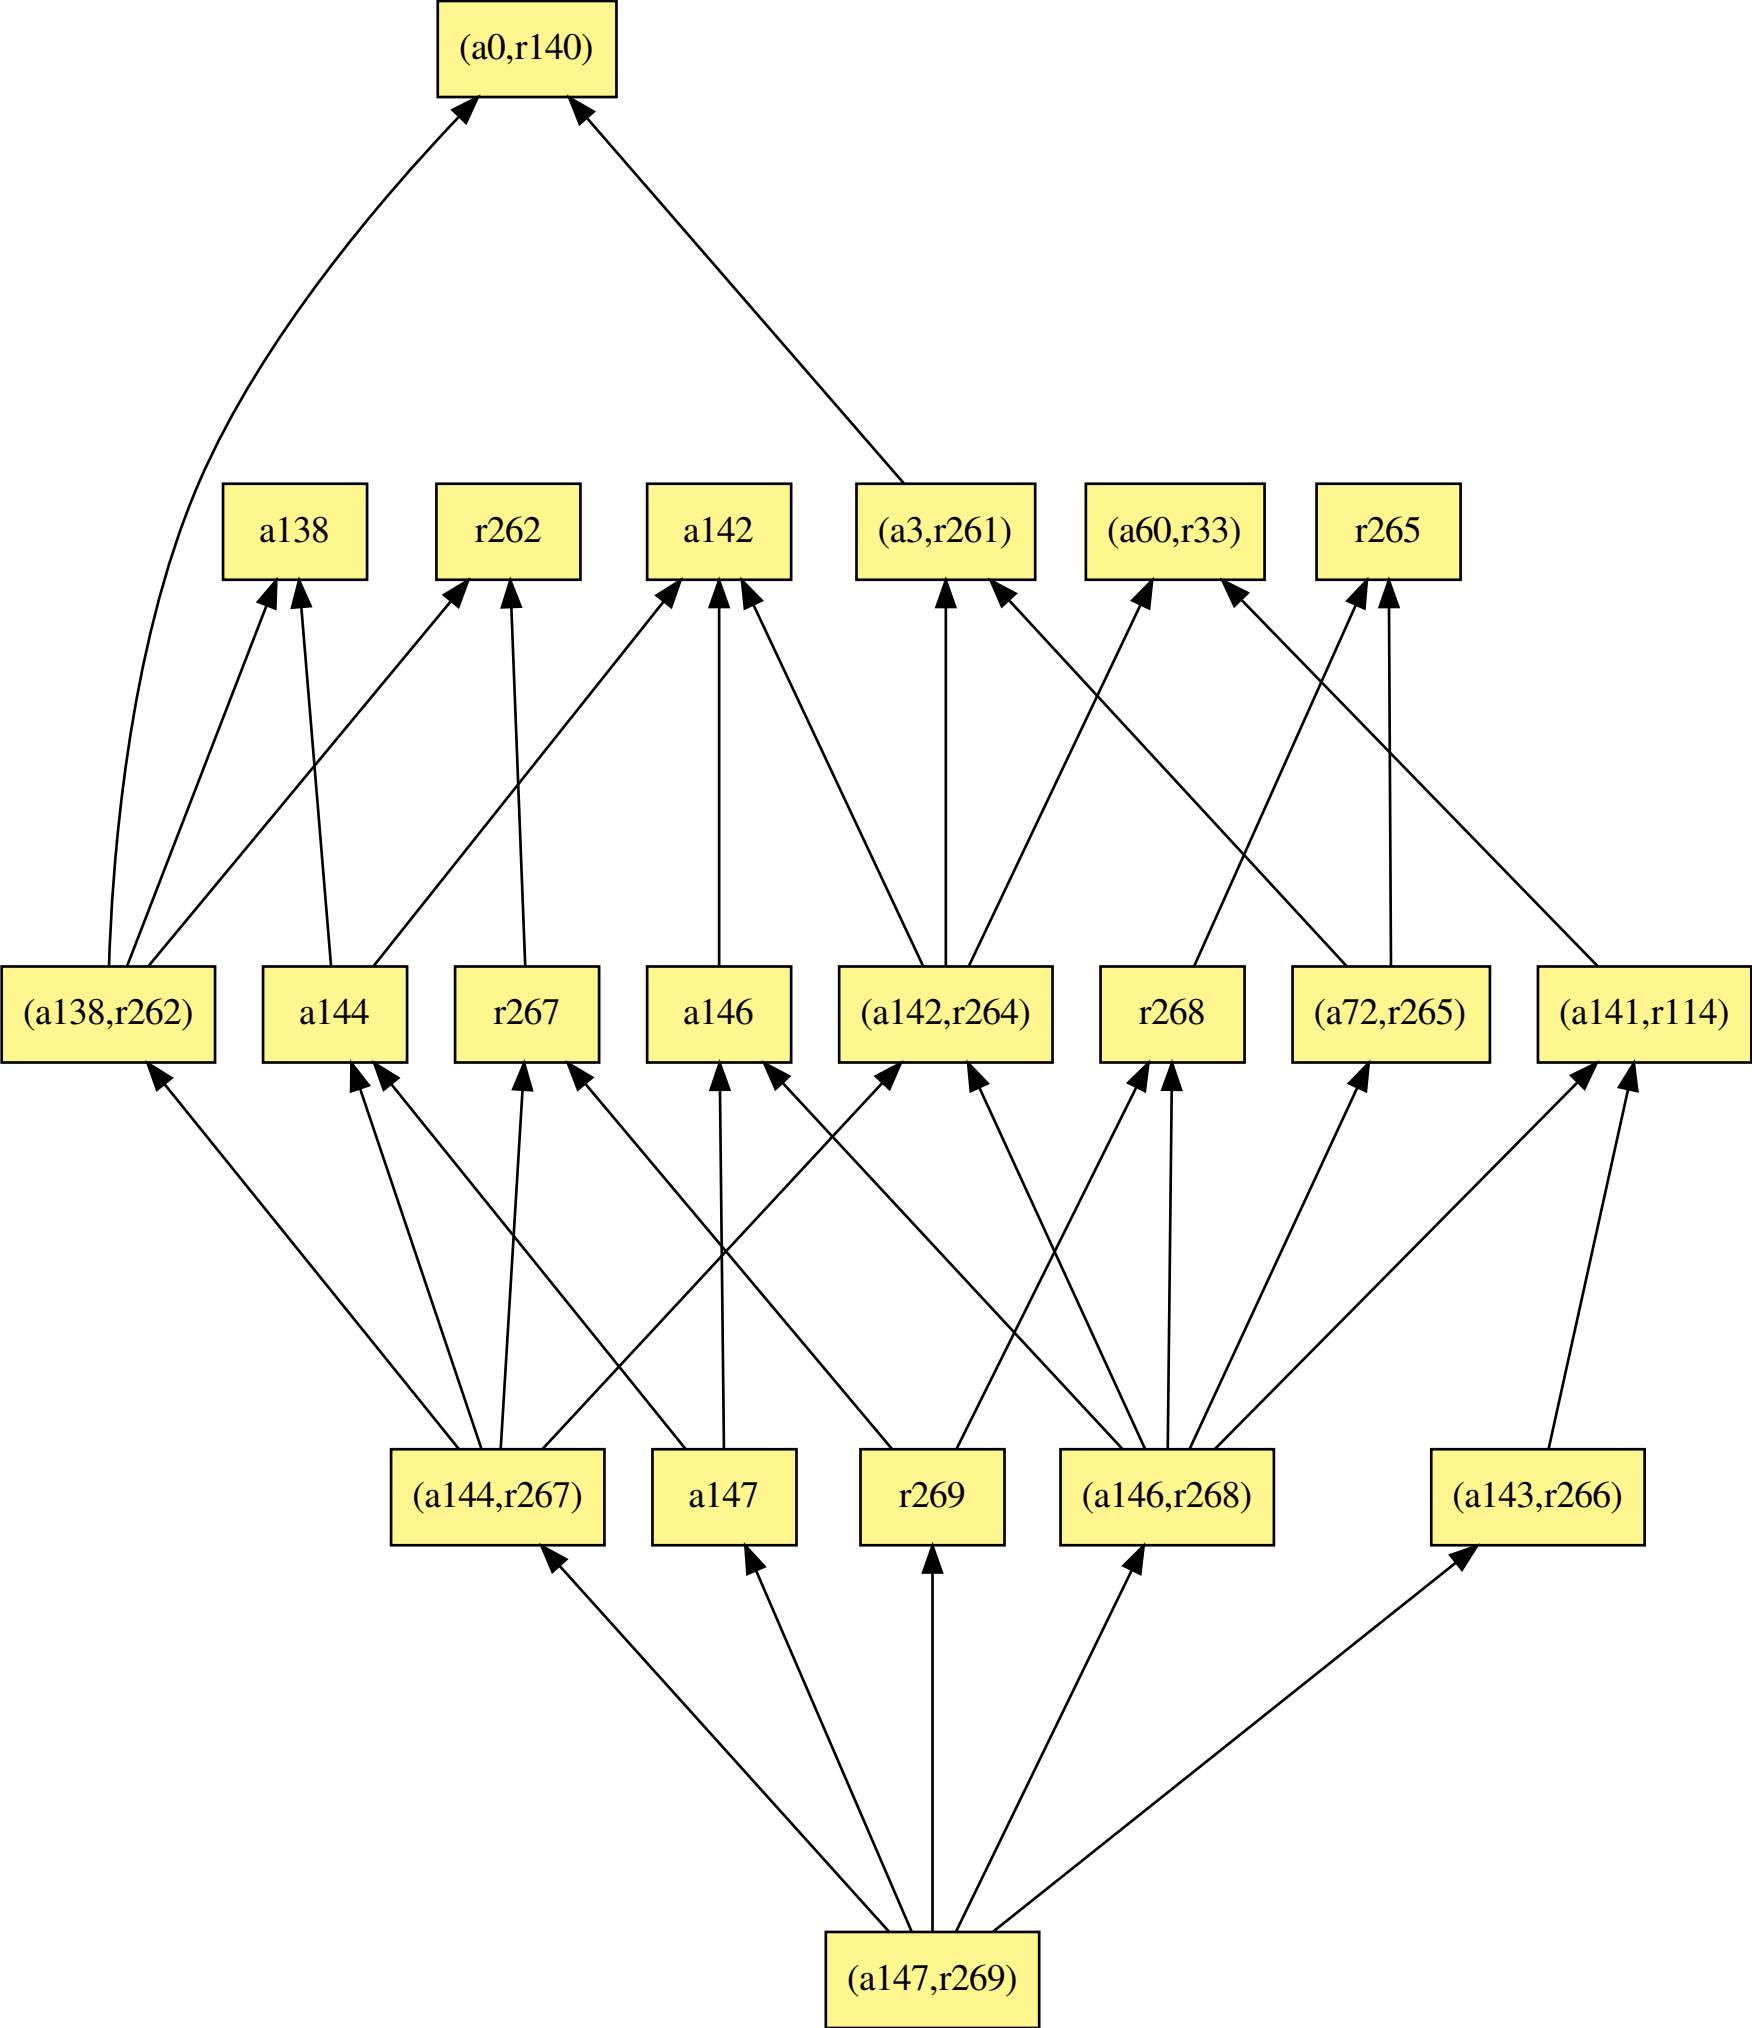 (a0,r140)
a138
r262
a142
(a3,r261)
(a60,r33)
r265
(a138,r262)
a144
r267
a146
(a142,r264)
r268
(a72,r265)
(a141,r114)
(a144,r267)
a147
r269
(a146,r268)
(a143,r266)
(a147,r269)